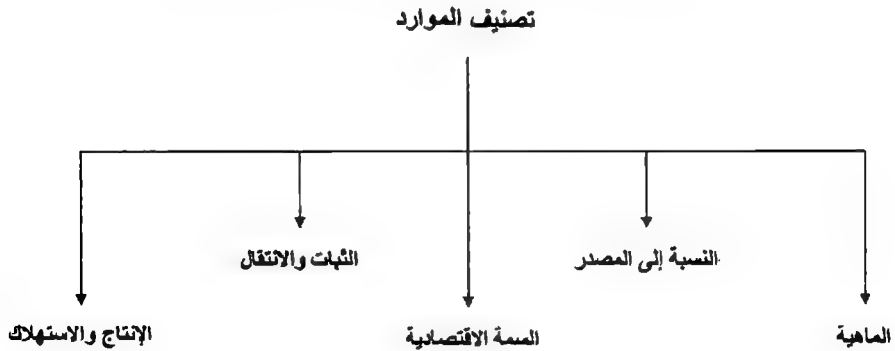 تصنيف الموارد
النسبة إلى المصدر
الثبات والانتقال
الماهية
السمة الاقتصادية
الإنتاج والاستهلاك